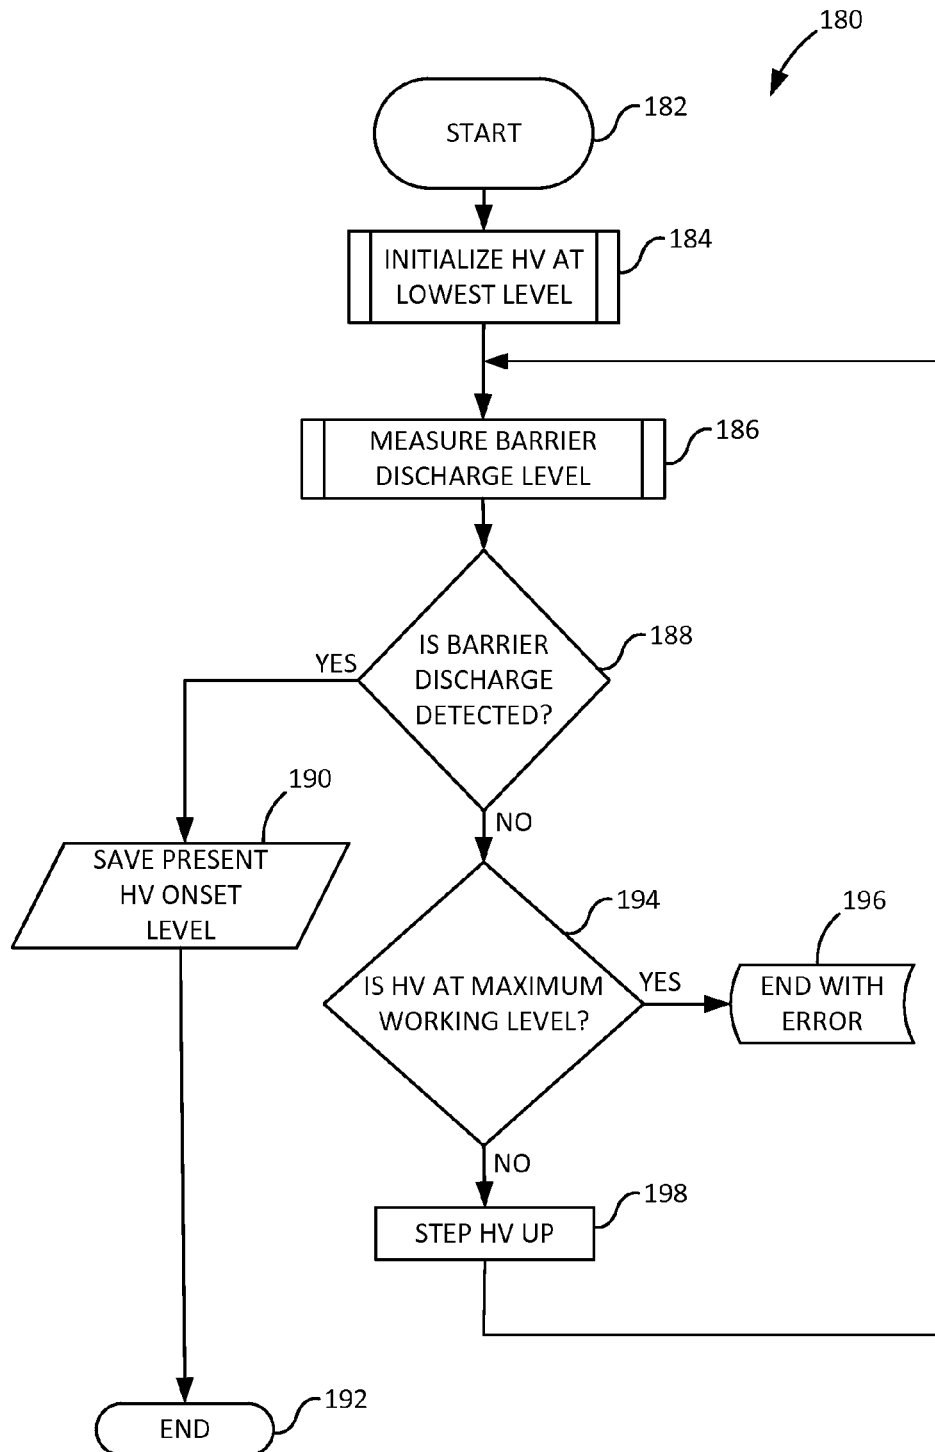 180
START
182
INITIALIZE HV AT
LOWEST LEVEL
184
MEASURE BARRIER
DISCHARGE LEVEL
186
IS BARRIER
DISCHARGE
DETECTED?
188
YES
NO
190
SAVE PRESENT
HV ONSET
LEVEL
IS HV AT MAXIMUM
WORKING LEVEL?
194
YES
196
END WITH
ERROR
NO
STEP HV UP
198
END
192